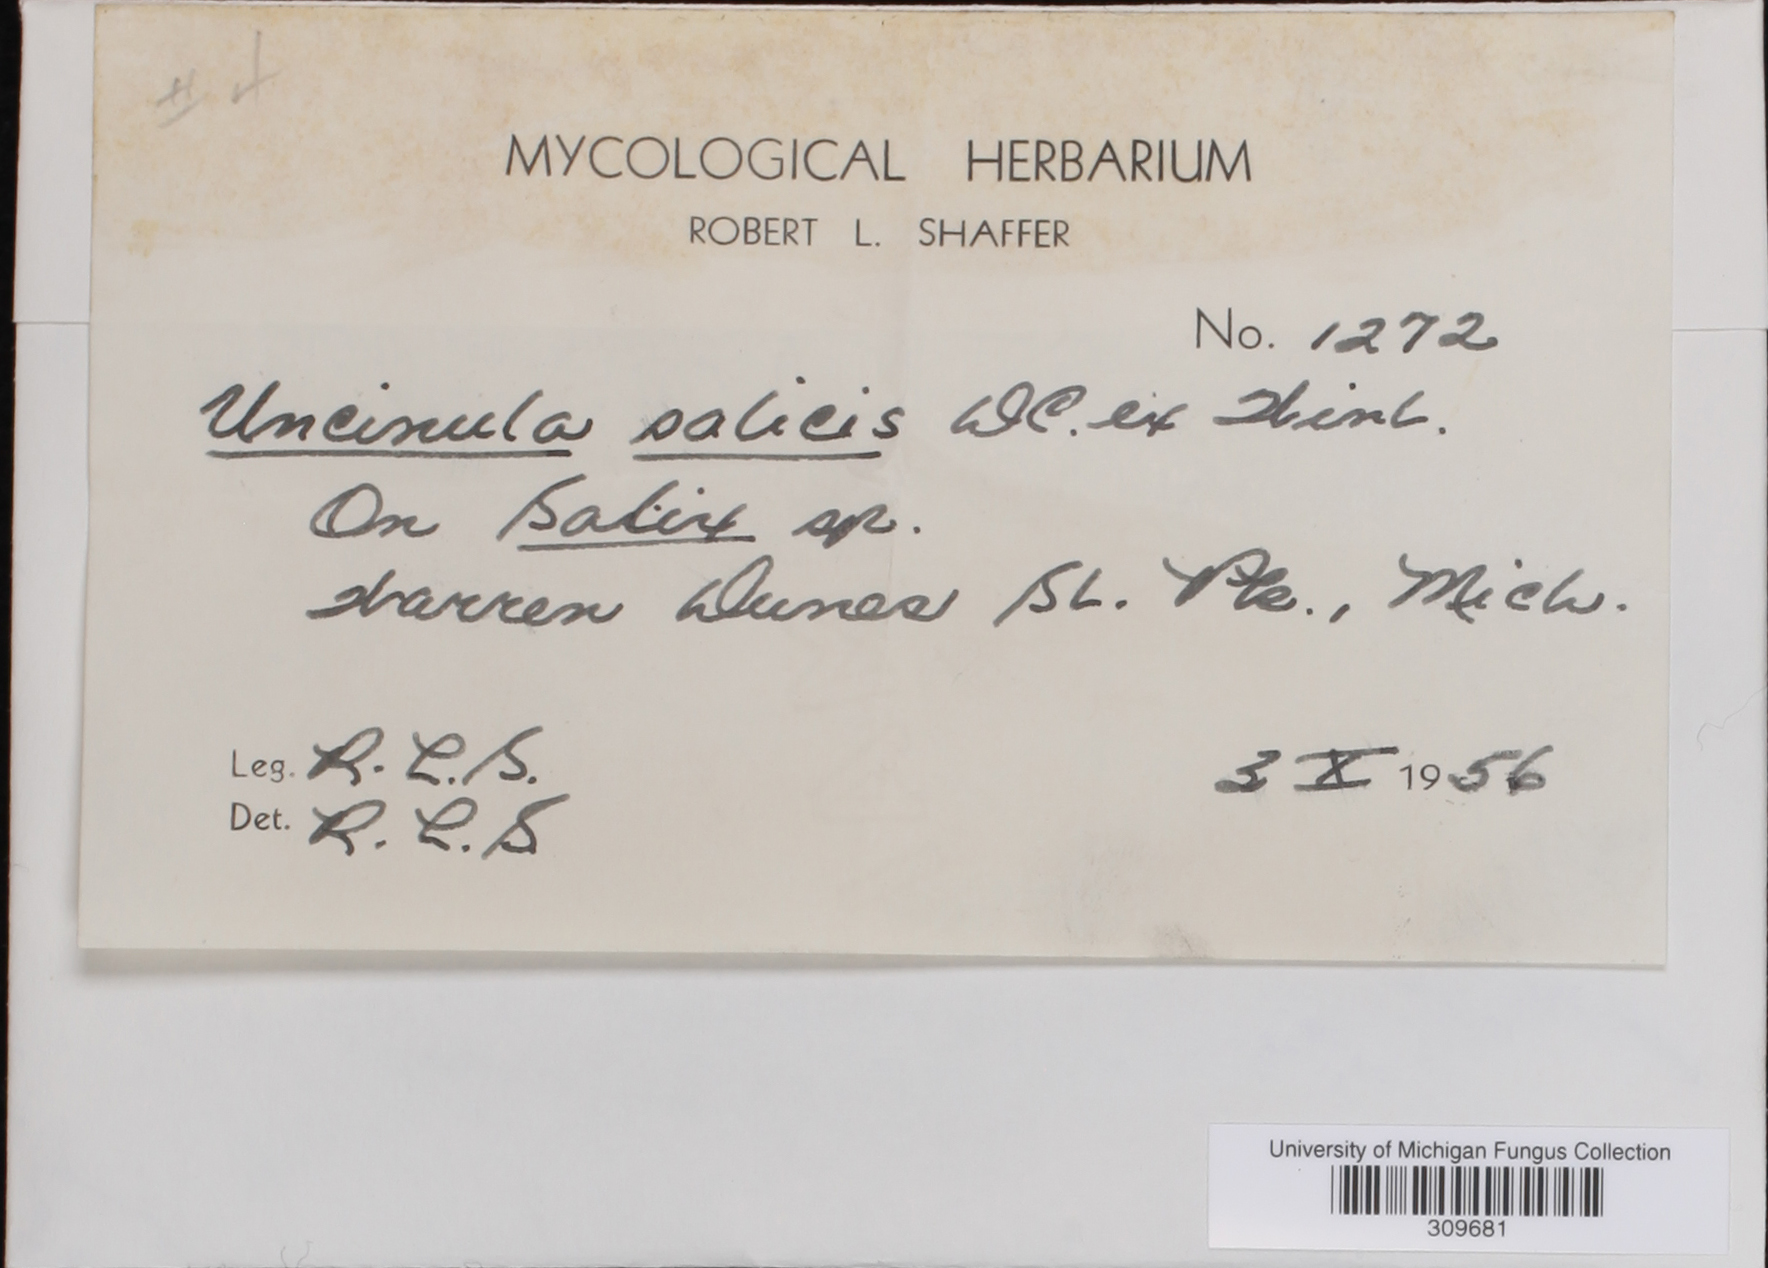 MYCOLOGICAL HERBARIUM
ROBERT L. SHAFFER
No. 1272
Uncinula salicis DC. ex Wint.
On Salix sp.
Warren Dunes St. Pk., Mich.
Leg. R. L. S.
3 X 1956
Det. R. L. S
University of Michigan Fungus Collection
309681